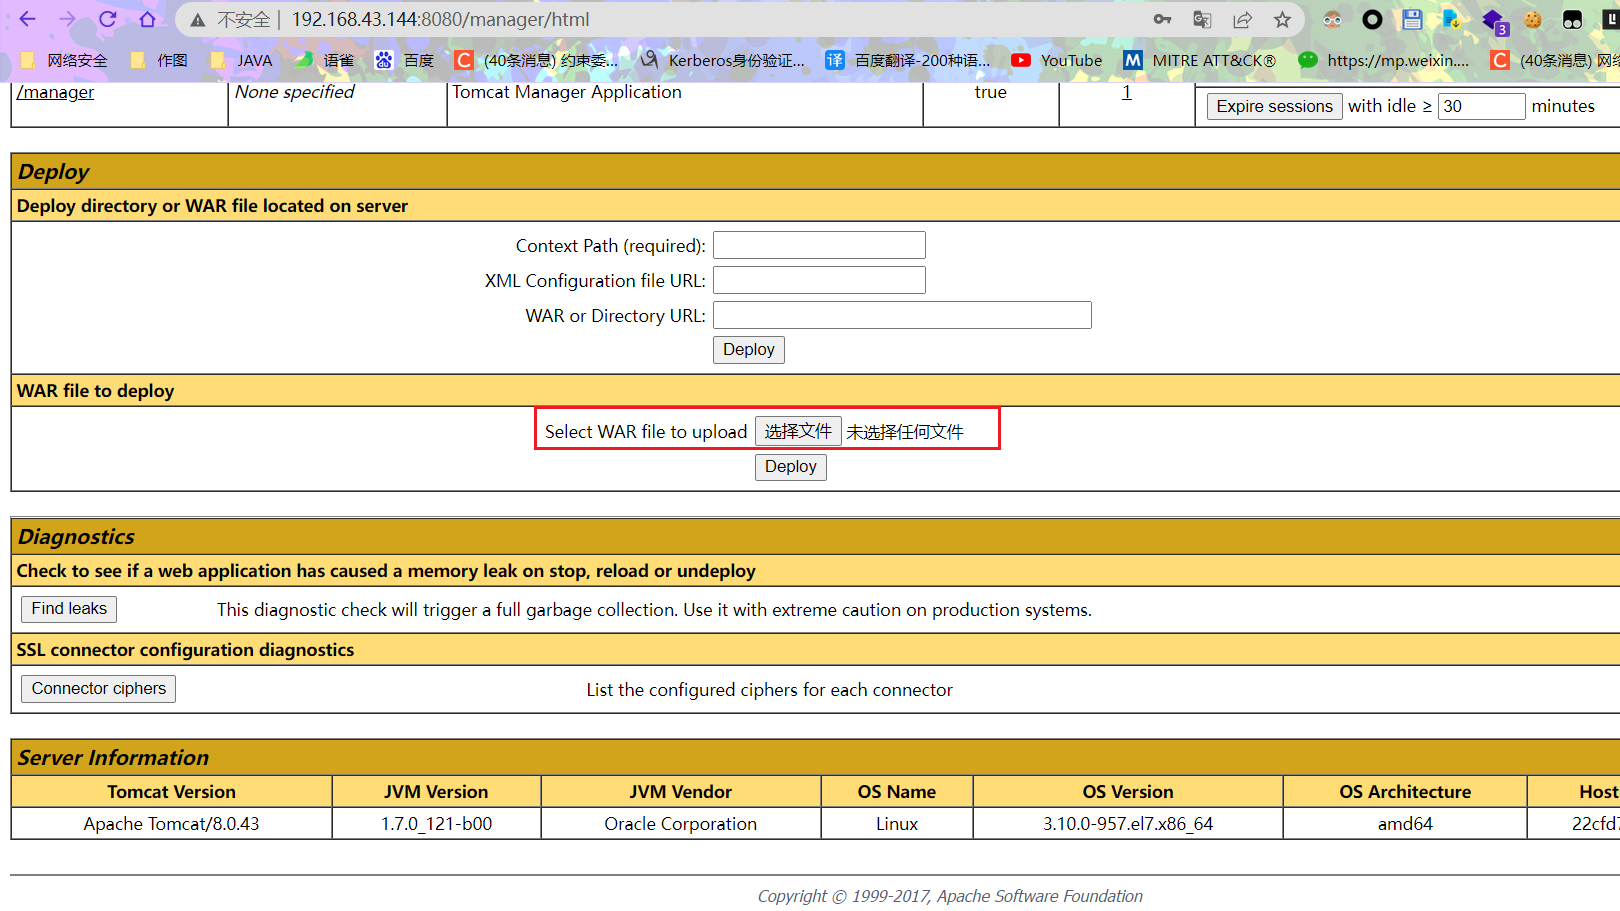 不安全 | 192.168.43.144:8080/manager/html
3
网络安全 作图 JAVA 语雀 百度 (40条消息) 约束委... Kerberos身份验证... 百度翻译-200种语... YouTube MITRE ATT&CK® https://mp.weixin.... (40条消息) 网络
/manager None specified Tomcat Manager Application true 1
Expire sessions with idle ≥ 30 minutes
Deploy
Deploy directory or WAR file located on server
Context Path (required):
XML Configuration file URL:
WAR or Directory URL:
Deploy
WAR file to deploy
Select WAR file to upload 选择文件 未选择任何文件
Deploy
Diagnostics
Check to see if a web application has caused a memory leak on stop, reload or undeploy
Find leaks This diagnostic check will trigger a full garbage collection. Use it with extreme caution on production systems.
SSL connector configuration diagnostics
Connector ciphers List the configured ciphers for each connector
Server Information
Tomcat Version JVM Version JVM Vendor OS Name OS Version OS Architecture Host
Apache Tomcat/8.0.43 1.7.0_121-b00 Oracle Corporation Linux 3.10.0-957.el7.x86_64 amd64 22cfd7
Copyright © 1999-2017, Apache Software Foundation